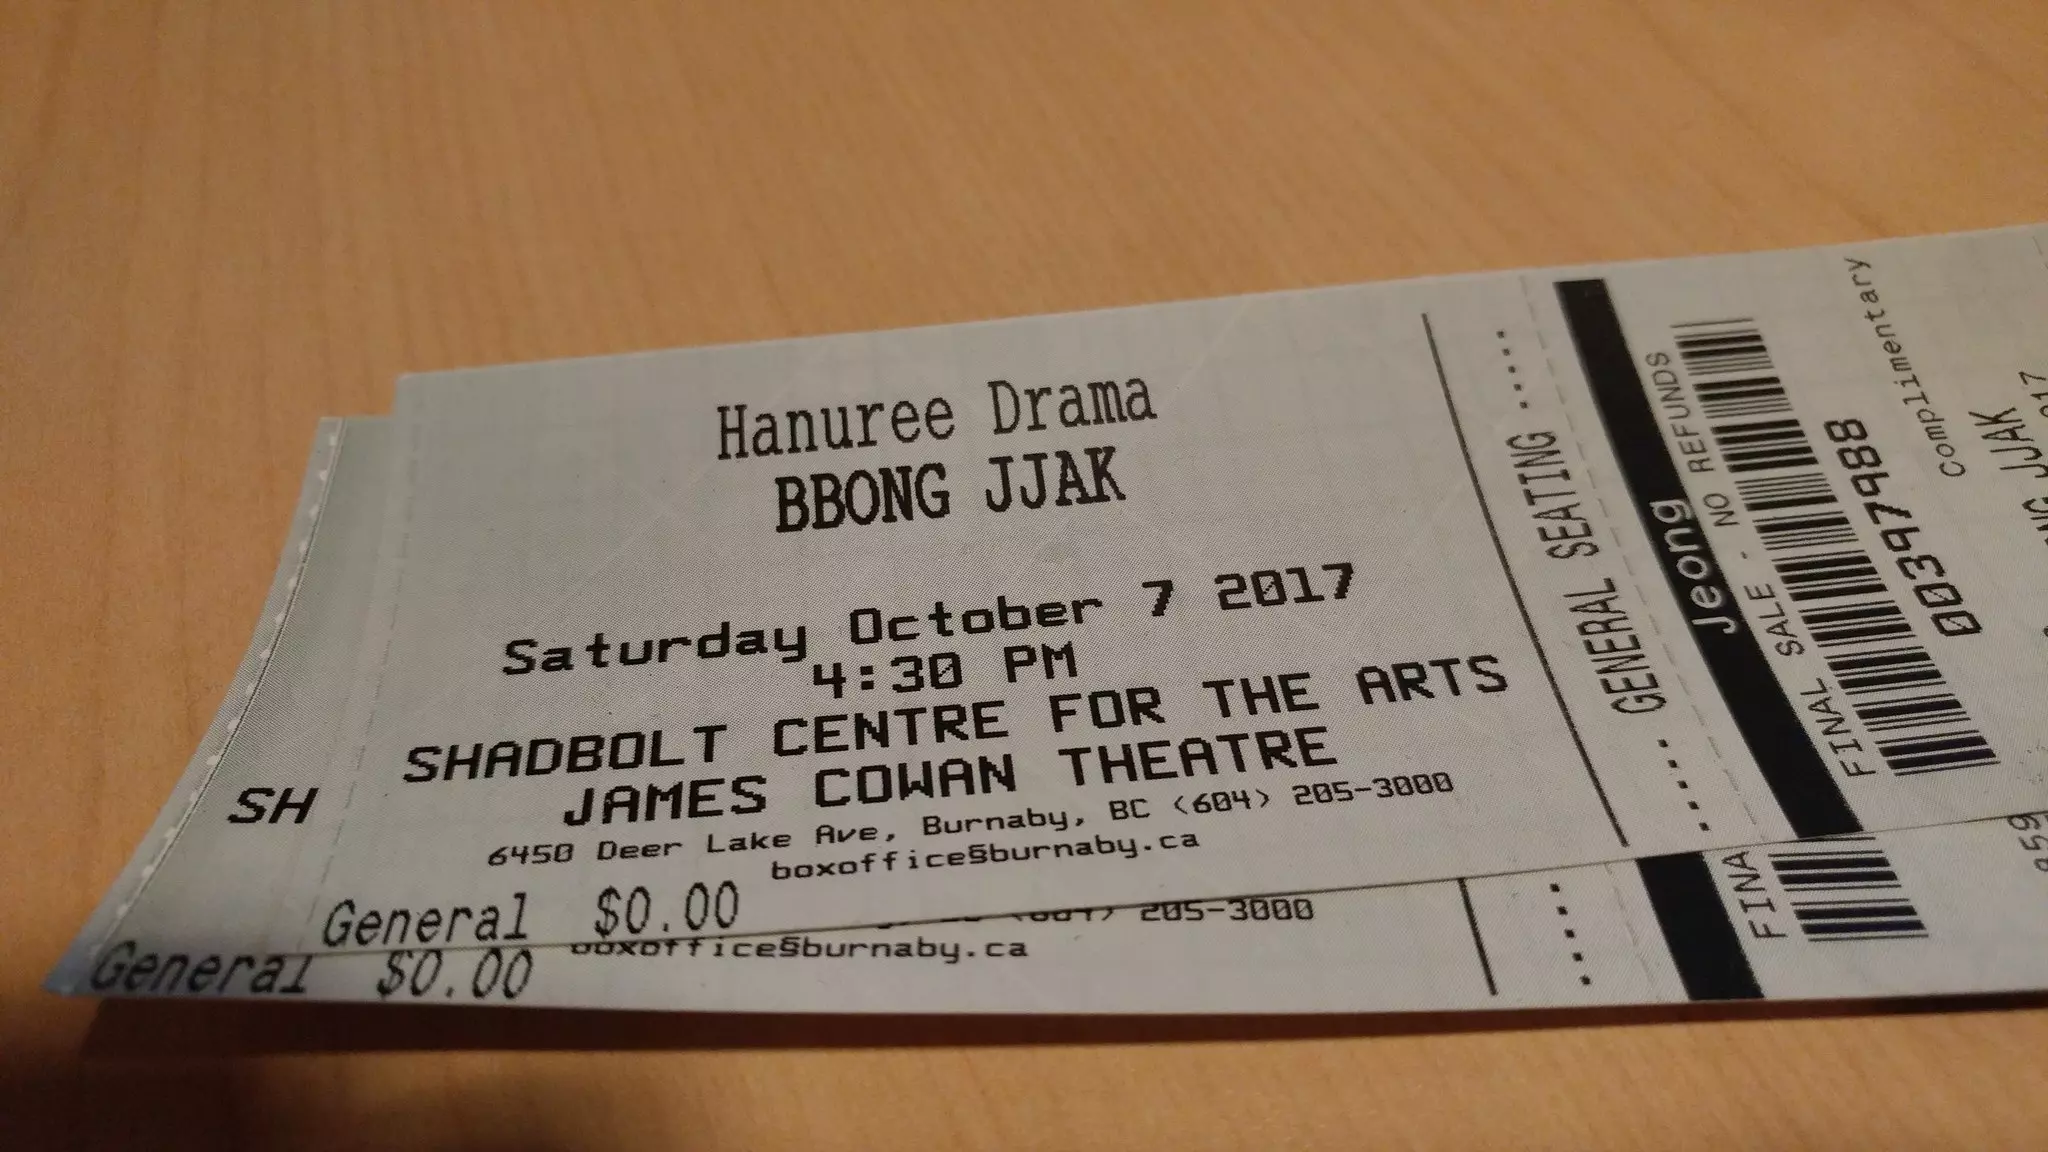 Hanuree Drama
BBONG JJAK
Saturday October 7 2017
4:30 PM
SHADBOLT CENTRE FOR THE ARTS
JAMES COWAN THEATRE
6450 Deer Lake Ave, Burnaby, BC (604) 205-3000
boxoffice§burnaby.ca
General $0.00
SH
..... GENERAL SEATING .....
Jeong
FINAL SALE - NO REFUNDS
00397988
Complimentary
JJAK
205-3000
boxoffice§burnaby.ca
General $0.00
FINA